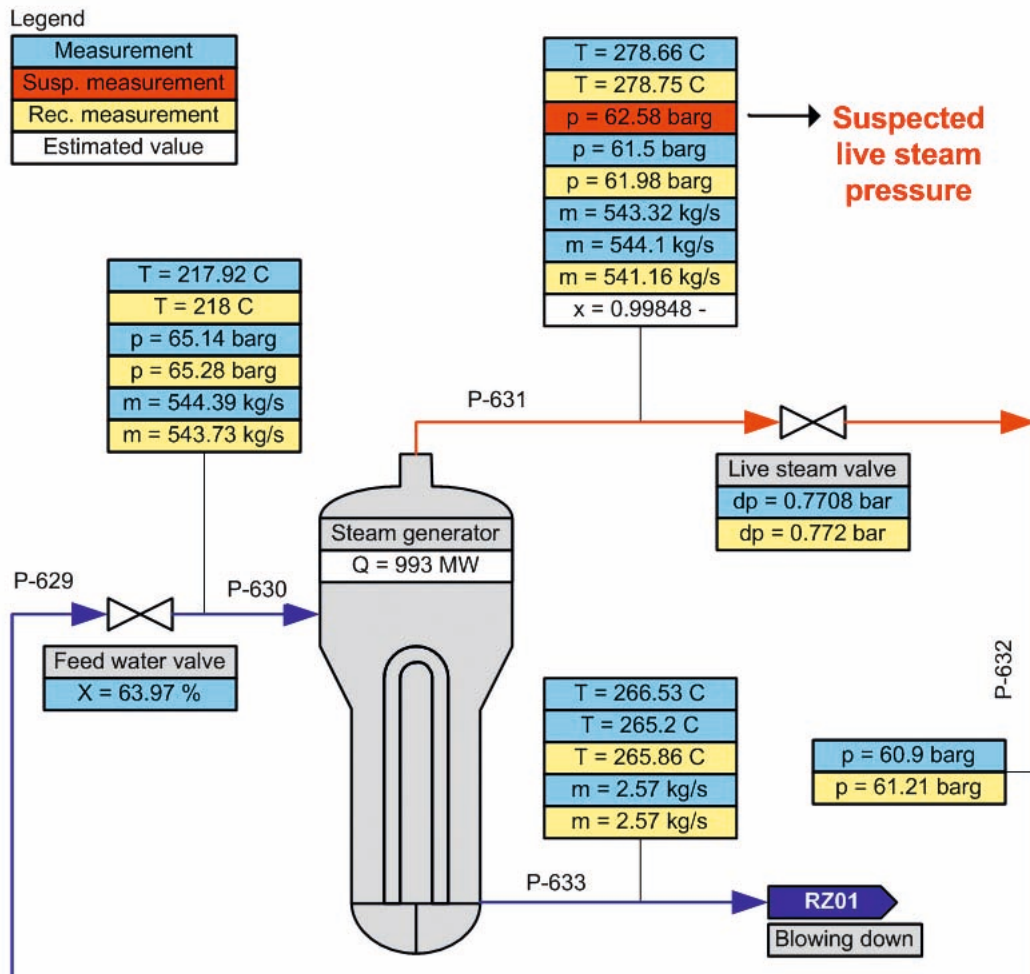 Legend
Measurement
Susp. measurement
Rec. measurement
Estimated value
T = 278.66 C
T = 278.75 C
p = 62.58 barg
p = 61.5 barg
p = 61.98 barg
m = 543.32 kg/s
m = 544.1 kg/s
m = 541.16 kg/s
x = 0.99848 -
Suspected
live steam
pressure
T = 217.92 C
T = 218 C
p = 65.14 barg
p = 65.28 barg
m = 544.39 kg/s
m = 543.73 kg/s
P-631
Live steam valve
dp = 0.7708 bar
dp = 0.772 bar
Steam generator
Q = 993 MW
P-629
P-630
Feed water valve
X = 63.97 %
P-632
T = 266.53 C
T = 265.2 C
T = 265.86 C
m = 2.57 kg/s
m = 2.57 kg/s
p = 60.9 barg
p = 61.21 barg
P-633
RZ01
Blowing down